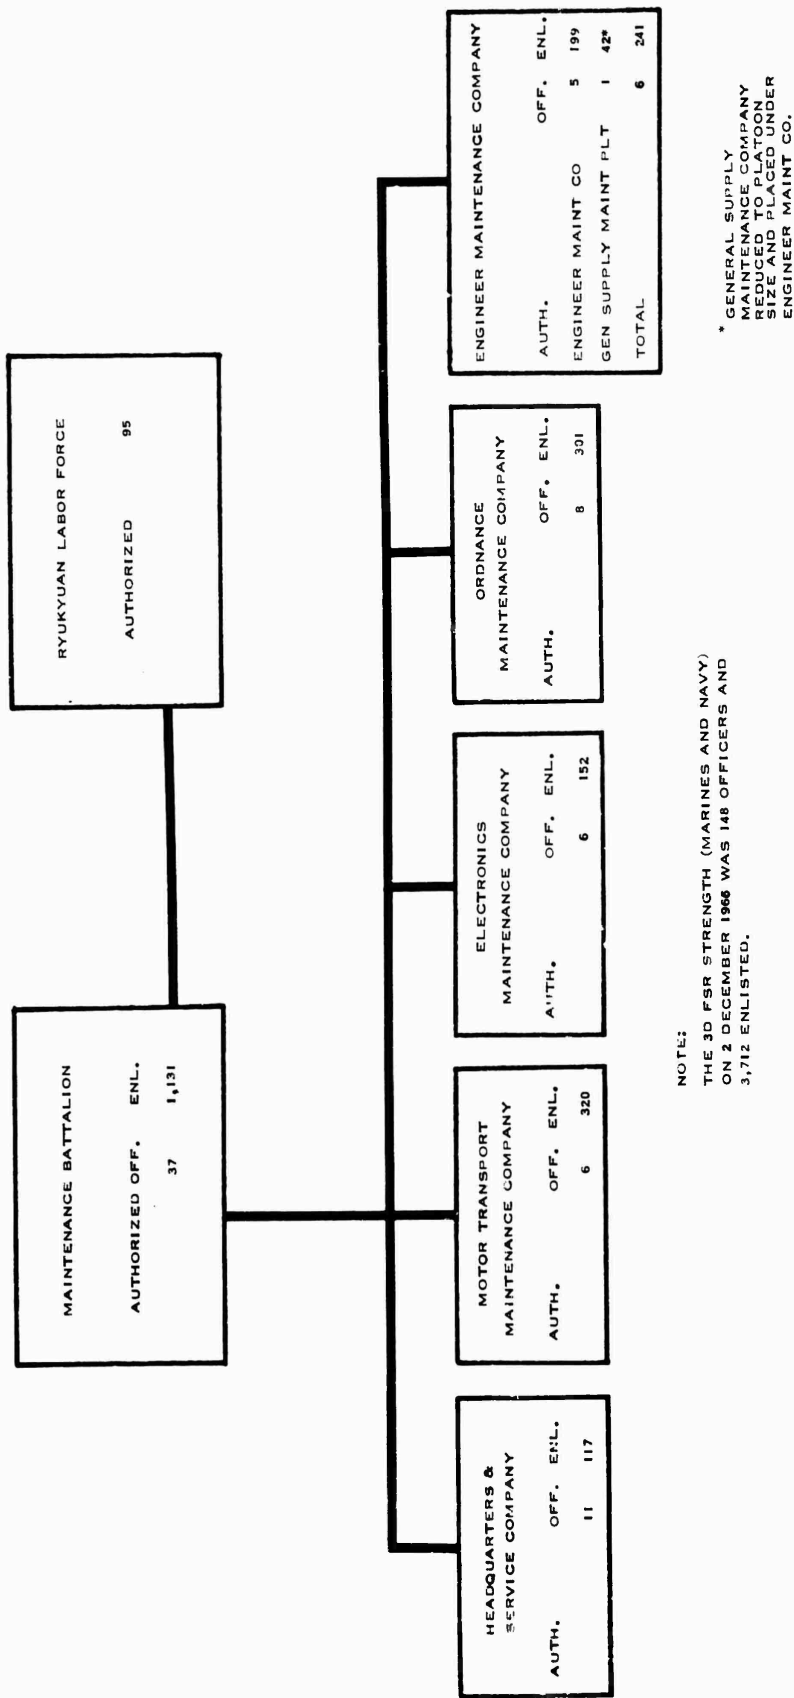 MAINTENANCE BATTALION
AUTHORIZED OFF. ENL.
37 1,131
RYUKYUAN LABOR FORCE
AUTHORIZED 95
HEADQUARTERS &
SERVICE COMPANY
AUTH. OFF. ENL.
11 117
MOTOR TRANSPORT
MAINTENANCE COMPANY
AUTH. OFF. ENL.
6 320
ELECTRONICS
MAINTENANCE COMPANY
AUTH. OFF. ENL.
6 152
ORDNANCE
MAINTENANCE COMPANY
AUTH. OFF. ENL.
8 301
ENGINEER MAINTENANCE COMPANY
AUTH. OFF. ENL.
ENGINEER MAINT CO 5 199
GEN SUPPLY MAINT PLT 1 42*
TOTAL 6 241
NOTE:
THE 3D FSR STRENGTH (MARINES AND NAVY)
ON 2 DECEMBER 1966 WAS 148 OFFICERS AND
3,712 ENLISTED.
* GENERAL SUPPLY
MAINTENANCE COMPANY
REDUCED TO PLATOON
SIZE AND PLACED UNDER
ENGINEER MAINT CO.